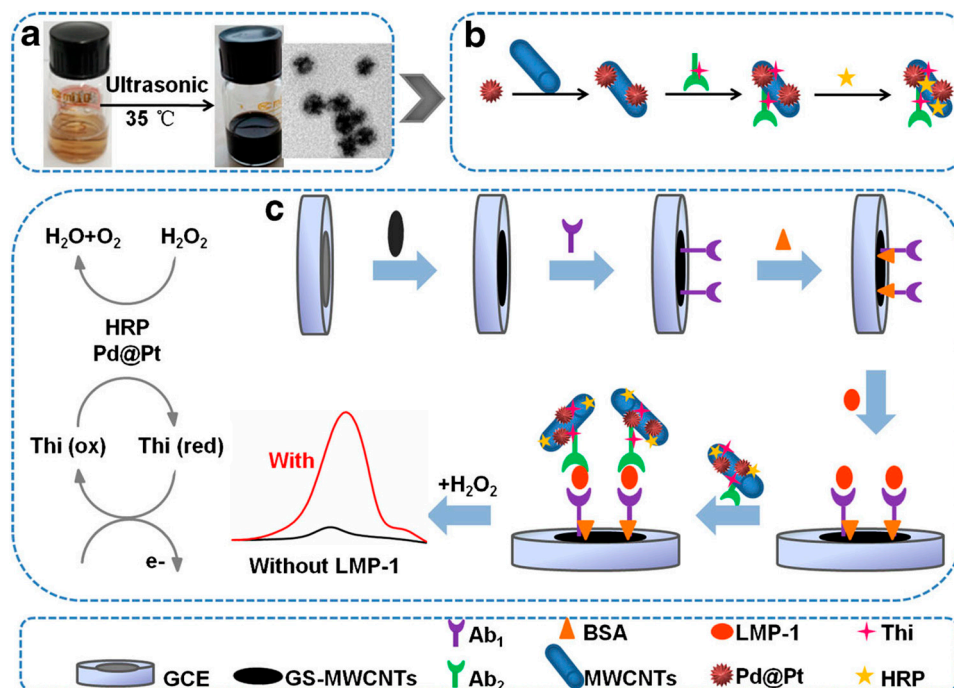 a
Ultrasonic
35 ℃
b
c
H₂O+O₂
H₂O₂
HRP
Pd@Pt
Thi (ox)
Thi (red)
e-
With
Without LMP-1
+H₂O₂
GCE
GS-MWCNTs
Ab₁
Ab₂
BSA
MWCNTs
LMP-1
Pd@Pt
Thi
HRP